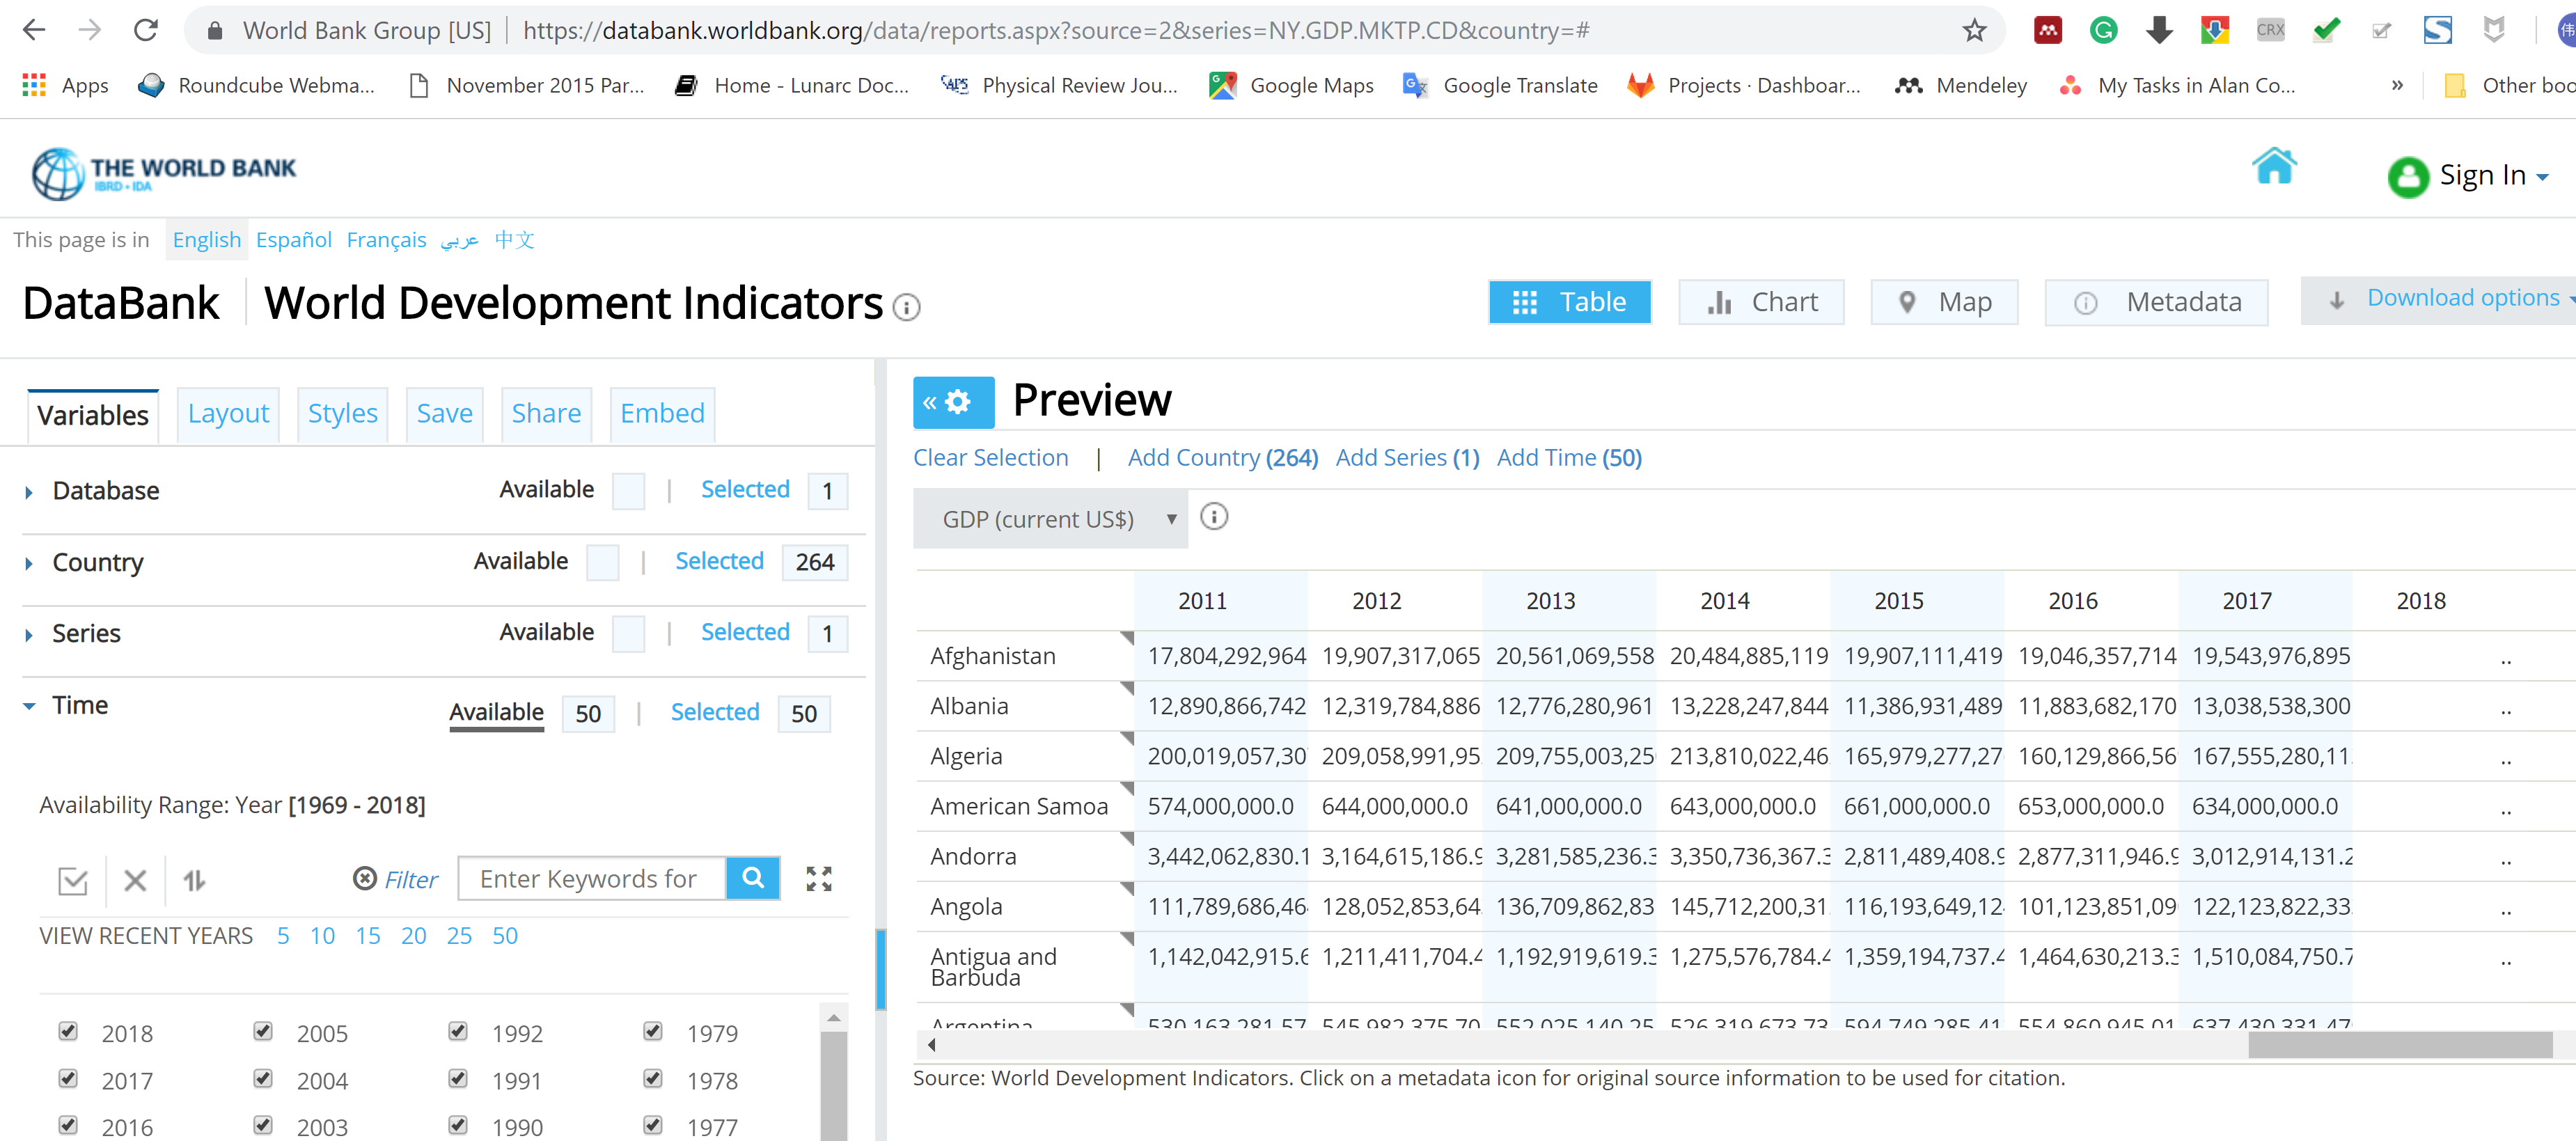 World Bank Group [US] https://databank.worldbank.org/data/reports.aspx?source=2&series=NY.GDP.MKTP.CD&country=#
CRX 伟
Apps Roundcube Webma... November 2015 Par... Home - Lunarc Doc... APS Physical Review Jou... Google Maps Google Translate Projects · Dashboar... Mendeley My Tasks in Alan Co... » Other boo
THE WORLD BANK
IBRD • IDA
Sign In
This page is in English Español Français عربي 中文
DataBank World Development Indicators
Table Chart Map Metadata Download options
Variables Layout Styles Save Share Embed
Database Available | Selected 1
Country Available | Selected 264
Series Available | Selected 1
Time Available 50 | Selected 50
Availability Range: Year [1969 - 2018]
Filter Enter Keywords for
VIEW RECENT YEARS 5 10 15 20 25 50
2018 2005 1992 1979
2017 2004 1991 1978
2016 2003 1990 1977
« Preview
Clear Selection | Add Country (264) Add Series (1) Add Time (50)
GDP (current US$)
2011 2012 2013 2014 2015 2016 2017 2018
Afghanistan 17,804,292,964 19,907,317,065 20,561,069,558 20,484,885,119 19,907,111,419 19,046,357,714 19,543,976,895 ..
Albania 12,890,866,742 12,319,784,886 12,776,280,961 13,228,247,844 11,386,931,489 11,883,682,170 13,038,538,300 ..
Algeria 200,019,057,30 209,058,991,95 209,755,003,25 213,810,022,46 165,979,277,27 160,129,866,56 167,555,280,11 ..
American Samoa 574,000,000.0 644,000,000.0 641,000,000.0 643,000,000.0 661,000,000.0 653,000,000.0 634,000,000.0 ..
Andorra 3,442,062,830.1 3,164,615,186.9 3,281,585,236.3 3,350,736,367.3 2,811,489,408.9 2,877,311,946.9 3,012,914,131.2 ..
Angola 111,789,686,46 128,052,853,64 136,709,862,83 145,712,200,31 116,193,649,12 101,123,851,09 122,123,822,33 ..
Antigua and 1,142,042,915.6 1,211,411,704.4 1,192,919,619.3 1,275,576,784.4 1,359,194,737.4 1,464,630,213.3 1,510,084,750.7 ..
Barbuda
Argentina 530,163,281,57 545,982,375,70 552,025,140,25 526,319,673,73 594,749,285,41 554,860,945,01 637,430,331,47
Source: World Development Indicators. Click on a metadata icon for original source information to be used for citation.